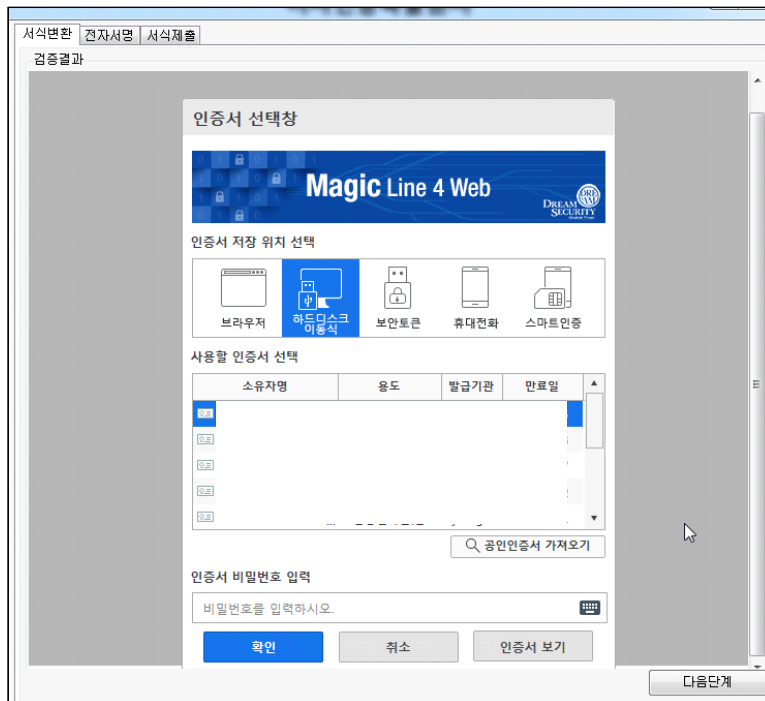 서식변환 전자서명 서식제출
검증결과
인증서 선택창
Magic Line 4 Web
DREAM SECURITY
인증서 저장 위치 선택
브라우저 하드디스크 이동식 보안토큰 휴대전화 스마트인증
사용할 인증서 선택
소유자명 용도 발급기관 만료일
공인인증서 가져오기
인증서 비밀번호 입력
비밀번호를 입력하시오.
확인 취소 인증서 보기
다음단계